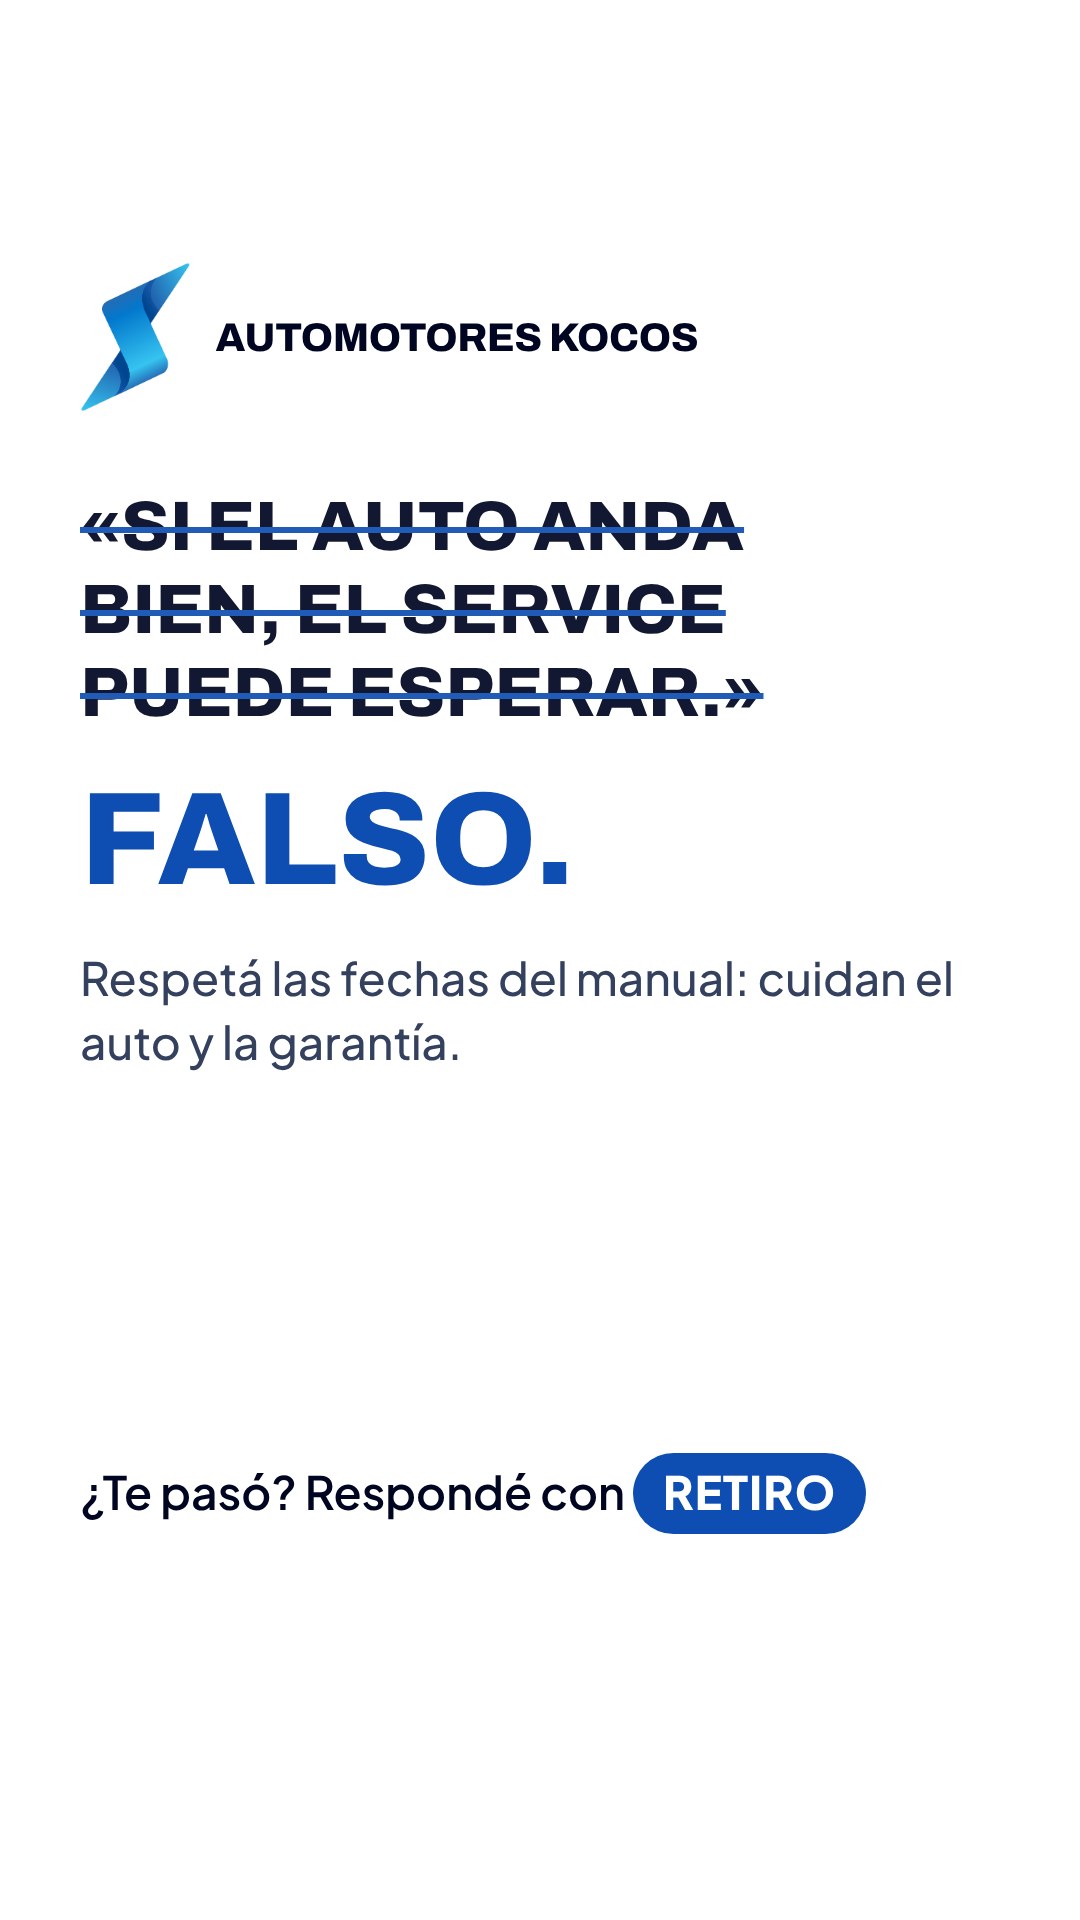 AUTOMOTORES KOCOS
«SI EL AUTO ANDA
BIEN, EL SERVICE
PUEDE ESPERAR.»
FALSO.
Respetá las fechas del manual: cuidan el
auto y la garantía.
¿Te pasó? Respondé con RETIRO